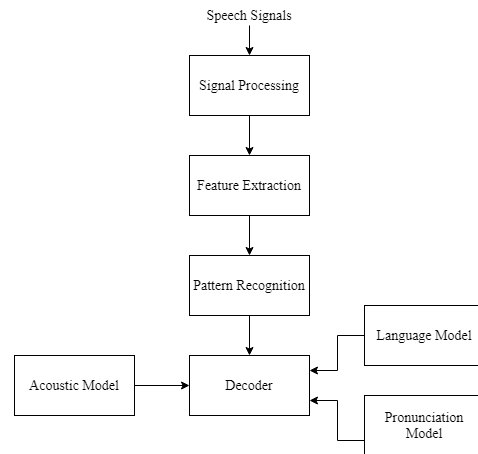 Speech Signals
Signal Processing
Feature Extraction
Pattern Recognition
Language Model
Acoustic Model
Decoder
Pronunciation
Model